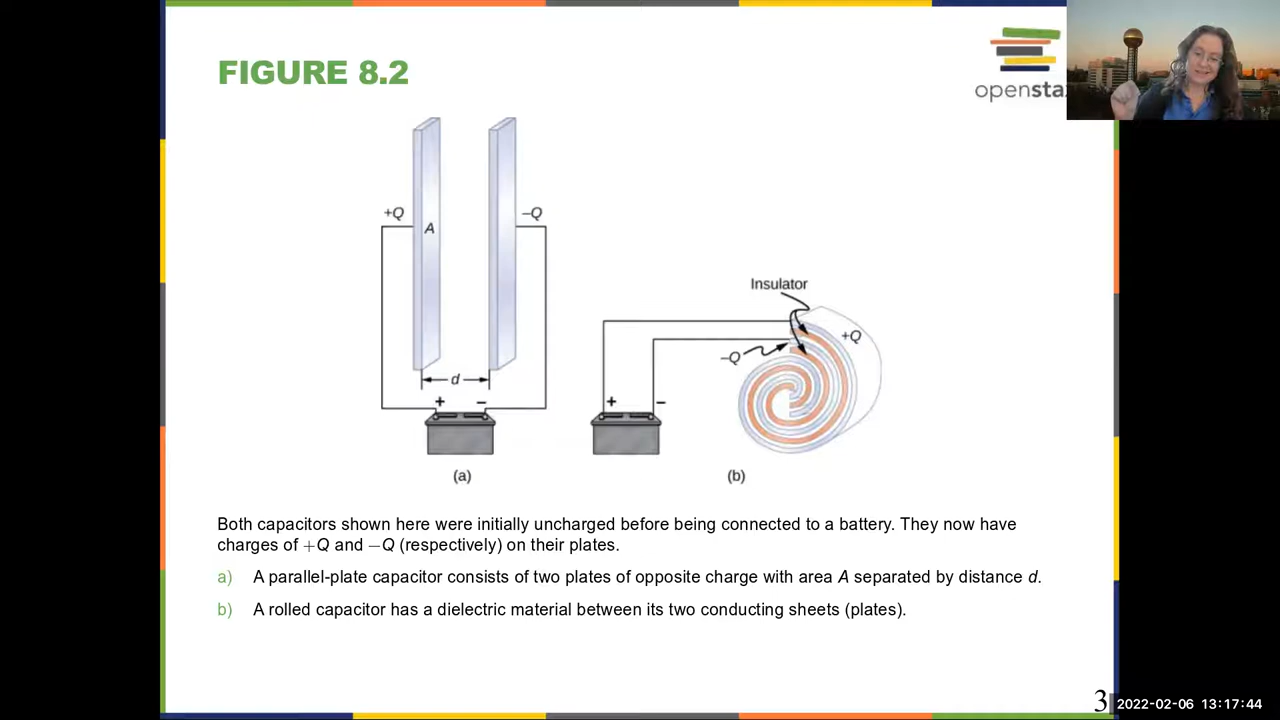 FIGURE 8.2
openstax
+Q
–Q
A
d
+ –
(a)
Insulator
+Q
–Q
+ –
(b)
Both capacitors shown here were initially uncharged before being connected to a battery. They now have
charges of +Q and −Q (respectively) on their plates.
a) A parallel-plate capacitor consists of two plates of opposite charge with area A separated by distance d.
b) A rolled capacitor has a dielectric material between its two conducting sheets (plates).
3
2022-02-06 13:17:44